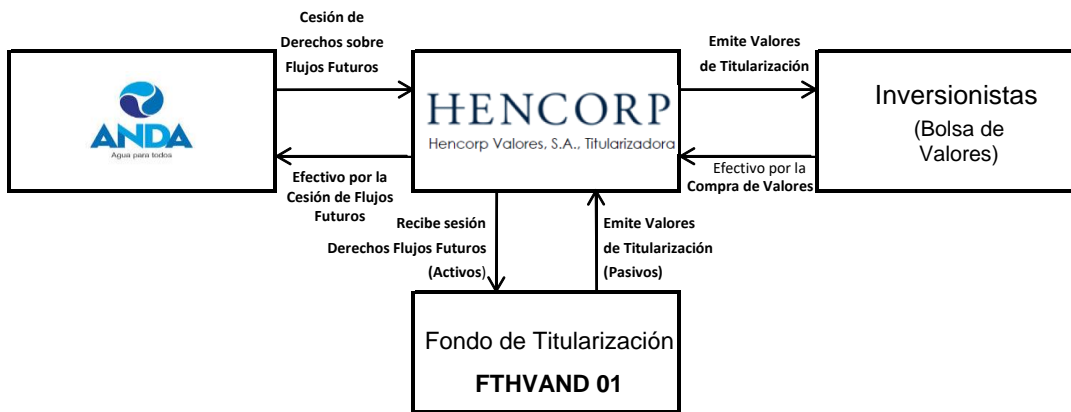 Cesión de
Derechos sobre
Flujos Futuros
ANDA
Agua para todos
Efectivo por la
Cesión de Flujos
Futuros
HENCORP
Hencorp Valores, S.A., Titularizadora
Emite Valores
de Titularización
Inversionistas
(Bolsa de
Valores)
Efectivo por la
Compra de Valores
Recibe sesión
Derechos Flujos Futuros
(Activos)
Emite Valores
de Titularización
(Pasivos)
Fondo de Titularización
FTHVAND 01